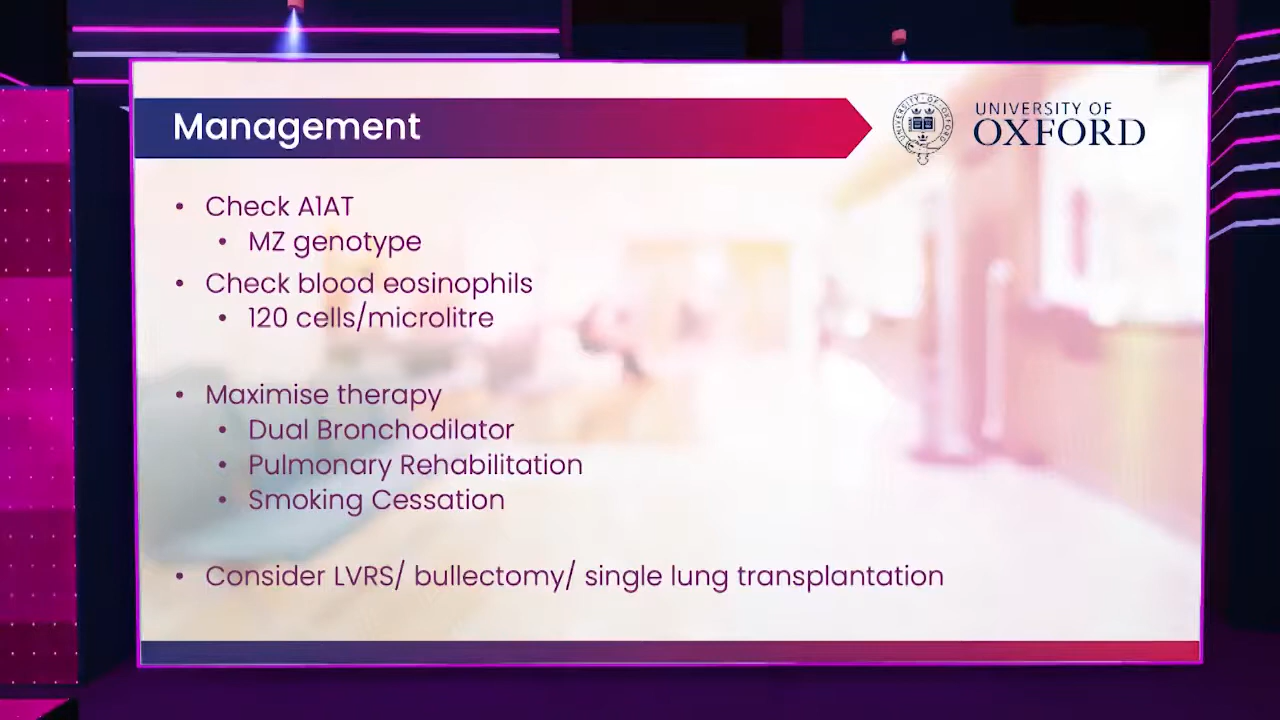 Management
UNIVERSITY OF
OXFORD
• Check A1AT
• MZ genotype
• Check blood eosinophils
• 120 cells/microlitre
• Maximise therapy
• Dual Bronchodilator
• Pulmonary Rehabilitation
• Smoking Cessation
• Consider LVRS/ bullectomy/ single lung transplantation